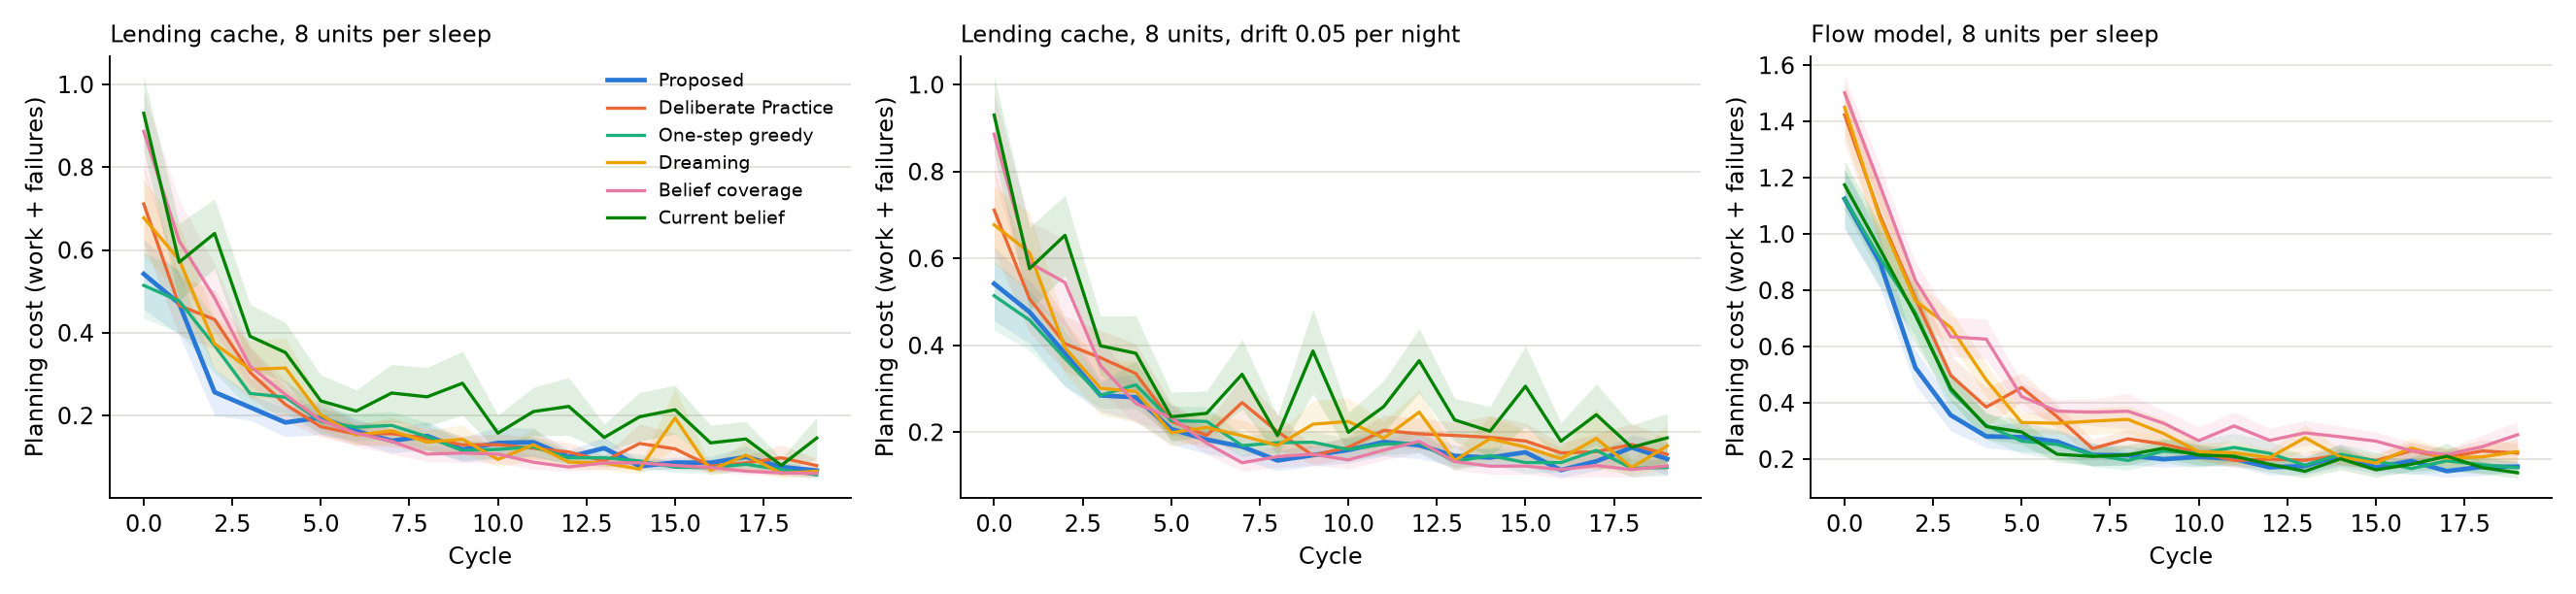 Lending cache, 8 units per sleep
Planning cost (work + failures)
1.0
0.8
0.6
0.4
0.2
Proposed
Deliberate Practice
One-step greedy
Dreaming
Belief coverage
Current belief
0.0 2.5 5.0 7.5 10.0 12.5 15.0 17.5
Cycle
Lending cache, 8 units, drift 0.05 per night
Planning cost (work + failures)
1.0
0.8
0.6
0.4
0.2
0.0 2.5 5.0 7.5 10.0 12.5 15.0 17.5
Cycle
Flow model, 8 units per sleep
Planning cost (work + failures)
1.6
1.4
1.2
1.0
0.8
0.6
0.4
0.2
0.0 2.5 5.0 7.5 10.0 12.5 15.0 17.5
Cycle